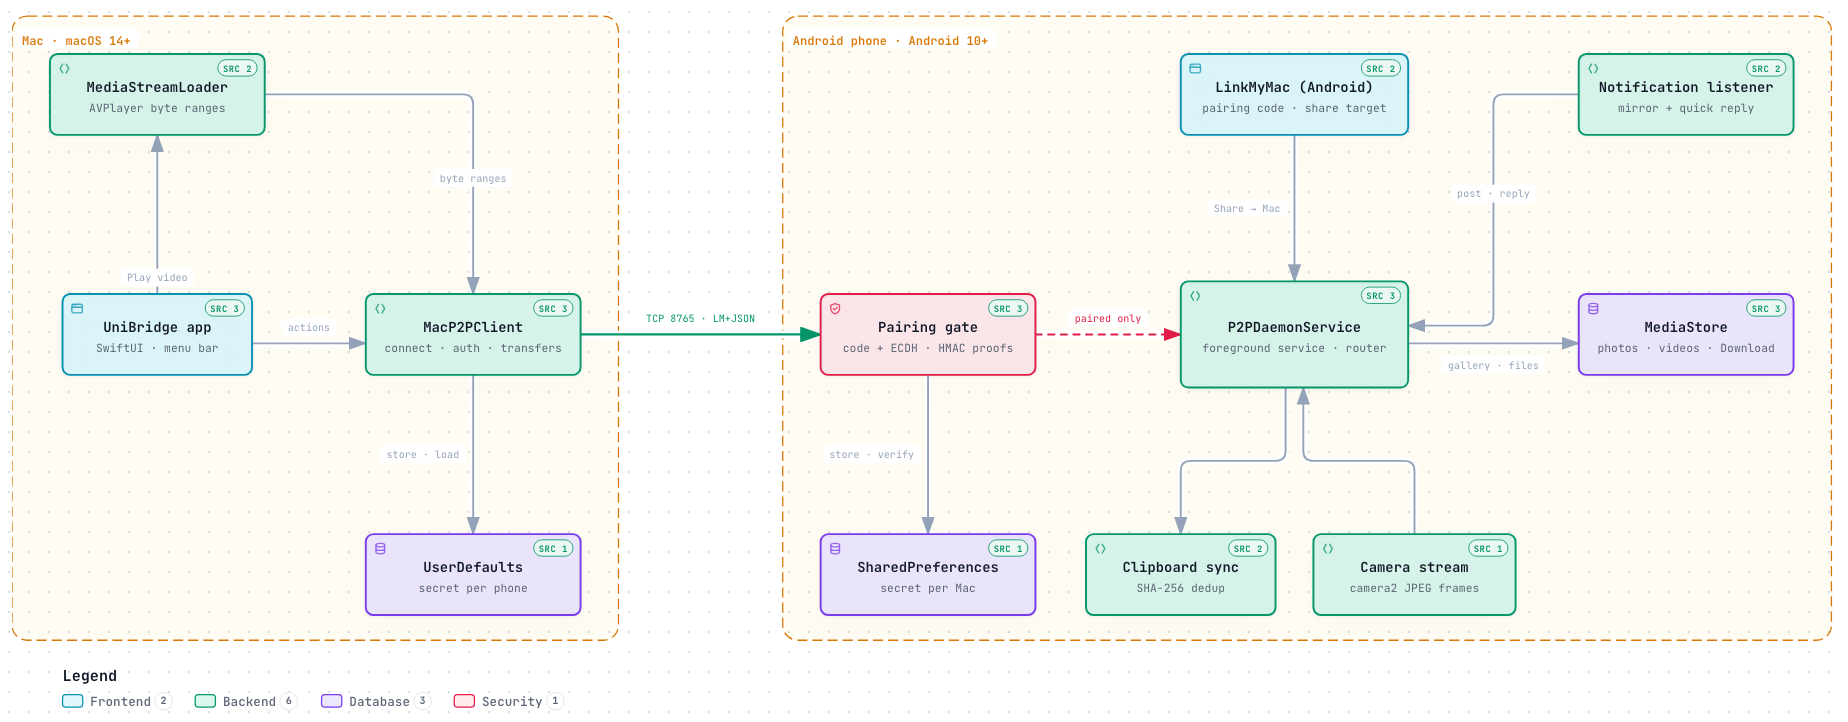 Mac · macOS 14+
SRC 2
MediaStreamLoader
AVPlayer byte ranges
byte ranges
Play video
SRC 3
UniBridge app
SwiftUI · menu bar
actions
SRC 3
MacP2PClient
connect · auth · transfers
store · load
SRC 1
UserDefaults
secret per phone
TCP 8765 · LM+JSON
Android phone · Android 10+
SRC 2
LinkMyMac (Android)
pairing code · share target
SRC 2
Notification listener
mirror + quick reply
Share → Mac
post · reply
SRC 3
Pairing gate
code + ECDH · HMAC proofs
paired only
SRC 3
P2PDaemonService
foreground service · router
SRC 3
MediaStore
photos · videos · Download
gallery · files
store · verify
SRC 1
SharedPreferences
secret per Mac
SRC 2
Clipboard sync
SHA-256 dedup
SRC 1
Camera stream
camera2 JPEG frames
Legend
Frontend 2
Backend 6
Database 3
Security 1